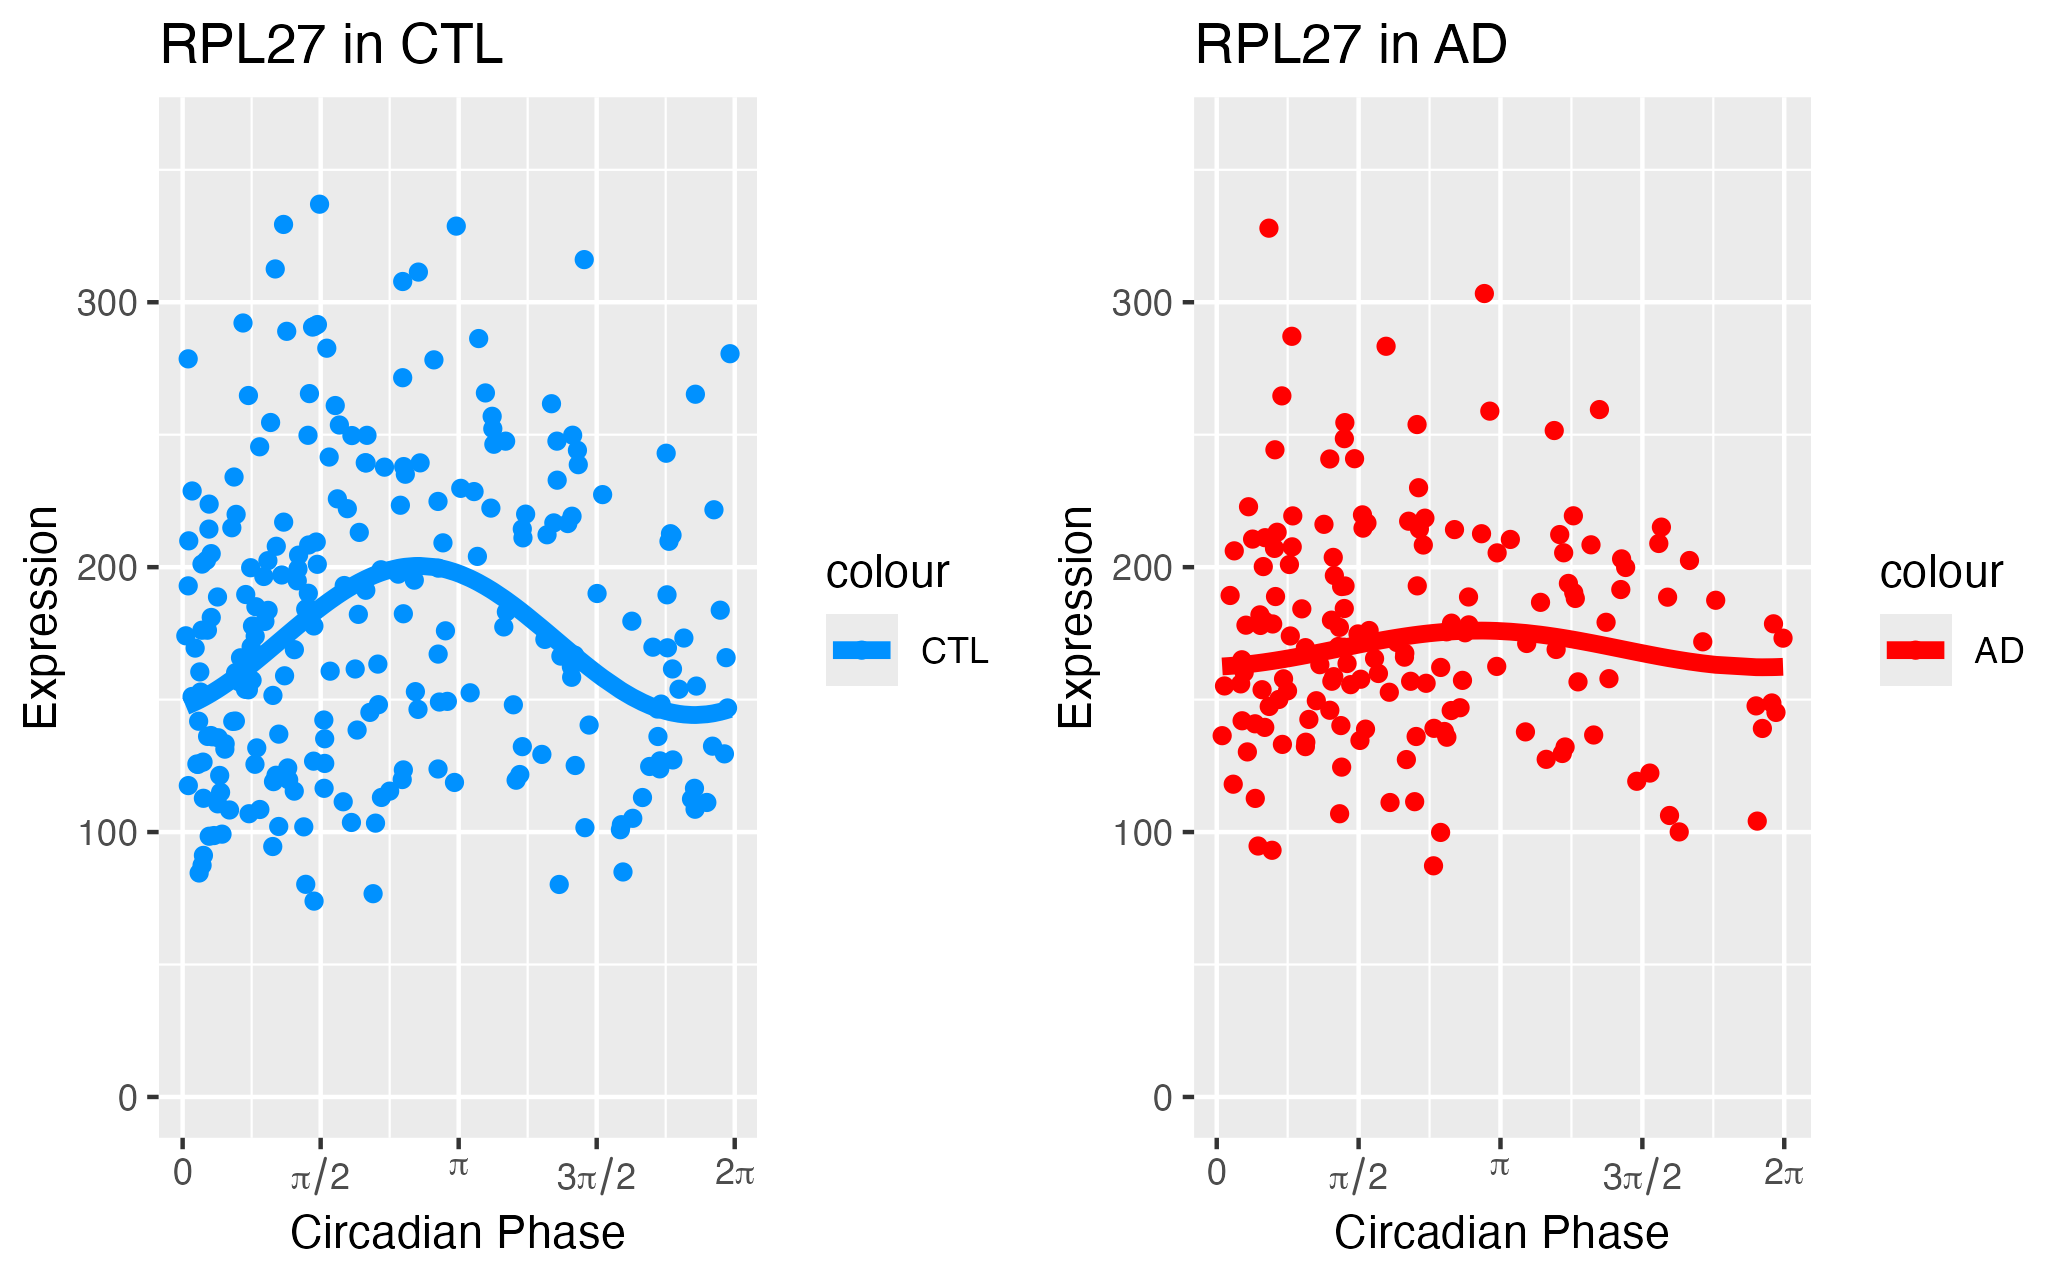 RPL27 in CTL
Expression
300
200
100
0
0 π/2 π 3π/2 2π
Circadian Phase
colour
CTL
RPL27 in AD
Expression
300
200
100
0
0 π/2 π 3π/2 2π
Circadian Phase
colour
AD